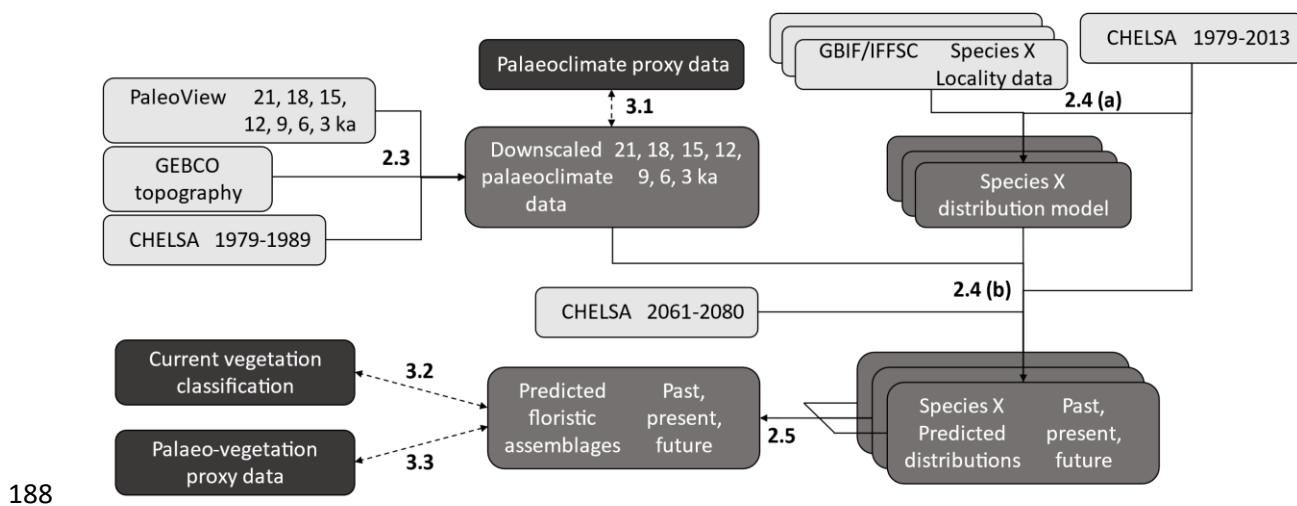 Palaeoclimate proxy data
3.1
PaleoView 21, 18, 15,
12, 9, 6, 3 ka
GEBCO
topography
CHELSA 1979-1989
2.3
Downscaled 21, 18, 15, 12,
palaeoclimate 9, 6, 3 ka
data
GBIF/IFFSC Species X
Locality data
CHELSA 1979-2013
2.4 (a)
Species X
distribution model
2.4 (b)
CHELSA 2061-2080
Current vegetation
classification
3.2
Palaeo-vegetation
proxy data
3.3
Predicted Past,
floristic present,
assemblages future
2.5
Species X Past,
Predicted present,
distributions future
188